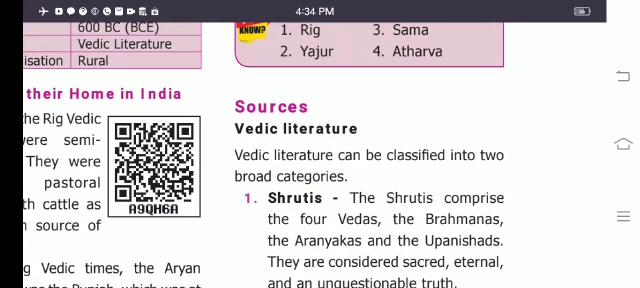 4:34 PM
600 BC (BCE)
Vedic Literature
isation Rural
KNOW?
1. Rig 3. Sama
2. Yajur 4. Atharva
their Home in India
the Rig Vedic
were semi-
They were
pastoral
th cattle as
source of
A9QH6A
g Vedic times, the Aryan
Sources
Vedic literature
Vedic literature can be classified into two
broad categories.
1. Shrutis - The Shrutis comprise
the four Vedas, the Brahmanas,
the Aranyakas and the Upanishads.
They are considered sacred, eternal,
and an unquestionable truth.